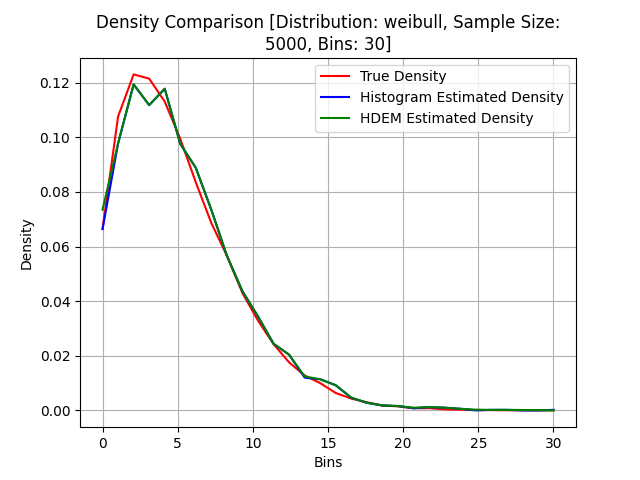 Density Comparison [Distribution: weibull, Sample Size:
5000, Bins: 30]
True Density
Histogram Estimated Density
HDEM Estimated Density
Density
0.12
0.10
0.08
0.06
0.04
0.02
0.00
0 5 10 15 20 25 30
Bins